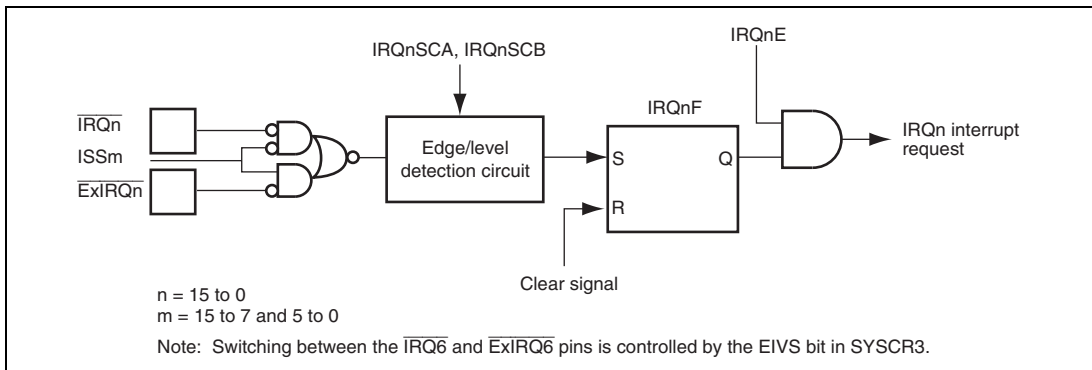 IRQnE
IRQnSCA, IRQnSCB
IRQnF
IRQn
ISSm
ExIRQn
Edge/level
detection circuit
S
Q
R
IRQn interrupt
request
Clear signal
n = 15 to 0
m = 15 to 7 and 5 to 0
Note: Switching between the IRQ6 and ExIRQ6 pins is controlled by the EIVS bit in SYSCR3.